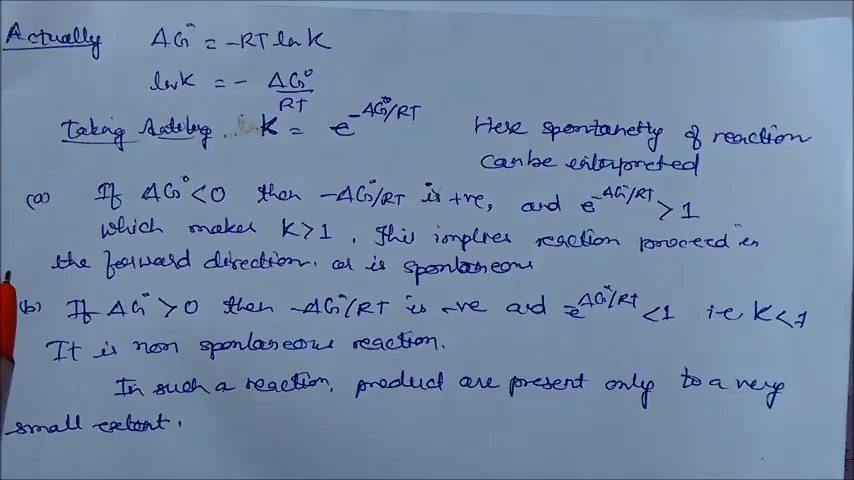 Actually ΔG° = -RT ln K
lnK = - ΔG°/RT
Taking Antilog. K = e^-ΔG°/RT Here spontanety of reaction
can be interpreted
(a) If ΔG° < 0 then -ΔG°/RT is +ve, and e^-ΔG°/RT > 1
which makes K > 1. This implies reaction proceed in
the forward direction. or is spontaneous
(b) If ΔG° > 0 then -ΔG°/RT is -ve and e^-ΔG°/RT < 1 i.e K < 1
It is non spontaneous reaction.
In such a reaction, product are present only to a very
small extent.